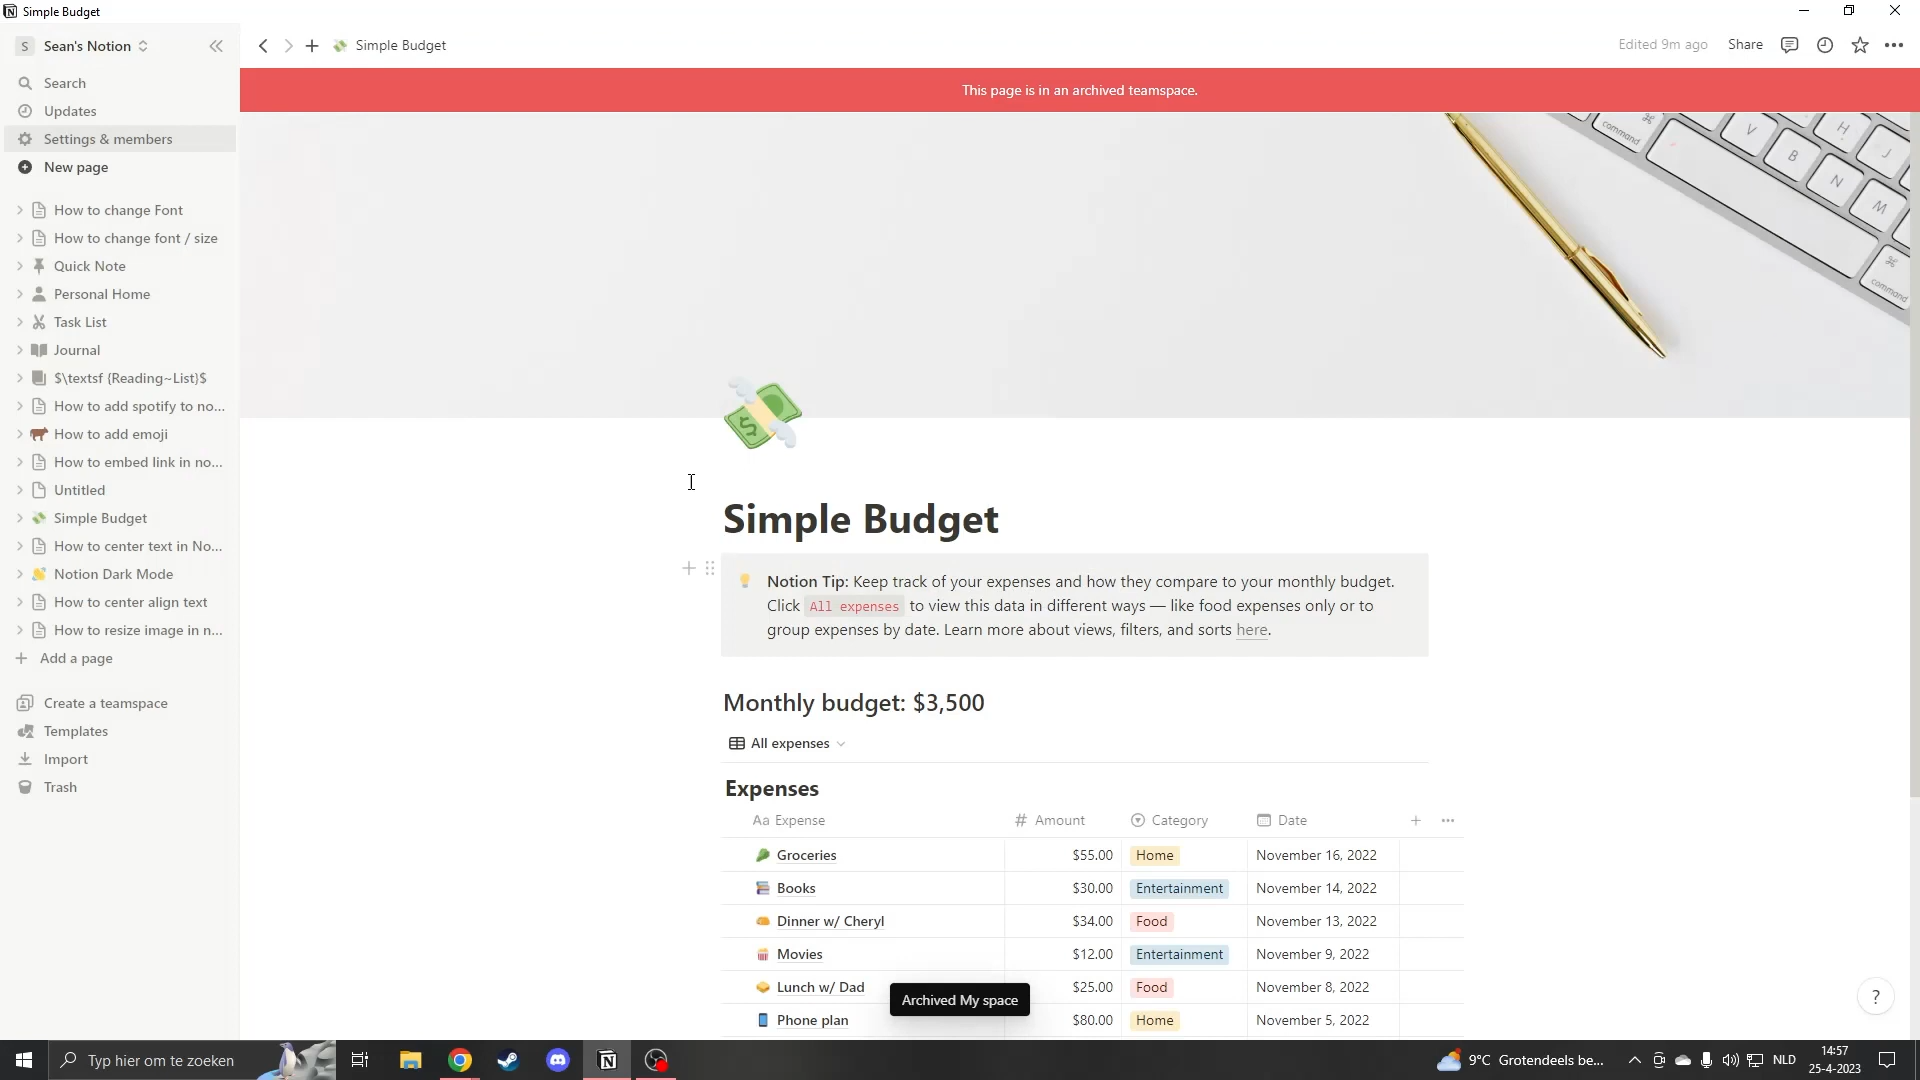 Simple Budget
Sean's Notion
Simple Budget
Edited 9m ago
Share
Search
Updates
Settings & members
New page
How to change Font
How to change font / size
Quick Note
Personal Home
Task List
Journal
$\textsf {Reading~List}$
How to add spotify to no...
How to add emoji
How to embed link in no...
Untitled
Simple Budget
How to center text in No...
Notion Dark Mode
How to center align text
How to resize image in n...
Add a page
Create a teamspace
Templates
Import
Trash
This page is in an archived teamspace.
command
V
B
N
H
J
M
command
Simple Budget
Notion Tip: Keep track of your expenses and how they compare to your monthly budget.
Click All expenses to view this data in different ways — like food expenses only or to
group expenses by date. Learn more about views, filters, and sorts here.
Monthly budget: $3,500
All expenses
Expenses
Aa Expense # Amount Category Date
Groceries $55.00 Home November 16, 2022
Books $30.00 Entertainment November 14, 2022
Dinner w/ Cheryl $34.00 Food November 13, 2022
Movies $12.00 Entertainment November 9, 2022
Lunch w/ Dad $25.00 Food November 8, 2022
Phone plan $80.00 Home November 5, 2022
Archived My space
?
Typ hier om te zoeken
9°C Grotendeels be...
NLD
14:57
25-4-2023